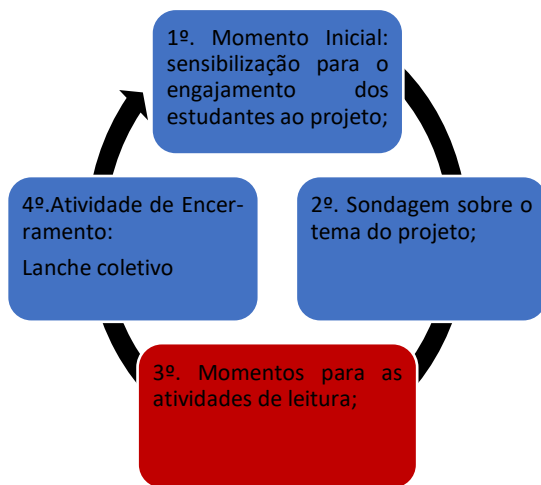 1º. Momento Inicial:
sensibilização para o
engajamento dos
estudantes ao projeto;
2º. Sondagem sobre o
tema do projeto;
3º. Momentos para as
atividades de leitura;
4º.Atividade de Encer-
ramento:
Lanche coletivo